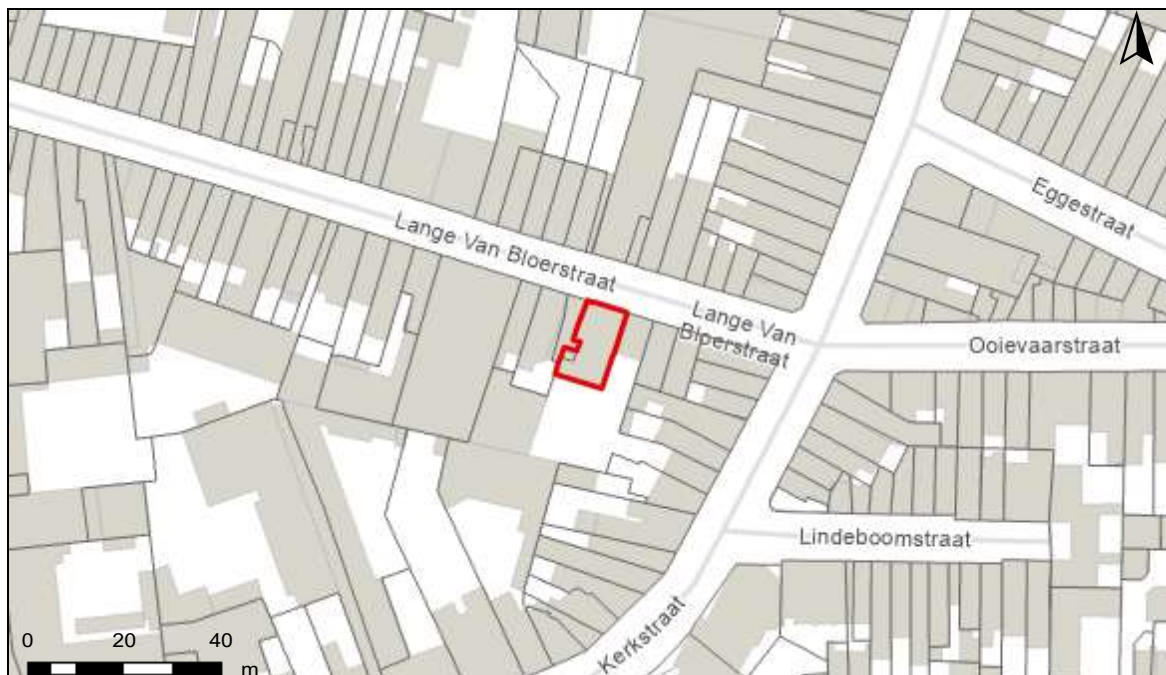 Eggestraat
Lange Van Bloerstraat
Lange Van
Bloerstraat
Ooievaarstraat
Lindeboomstraat
Kerkstraat
0 20 40
m